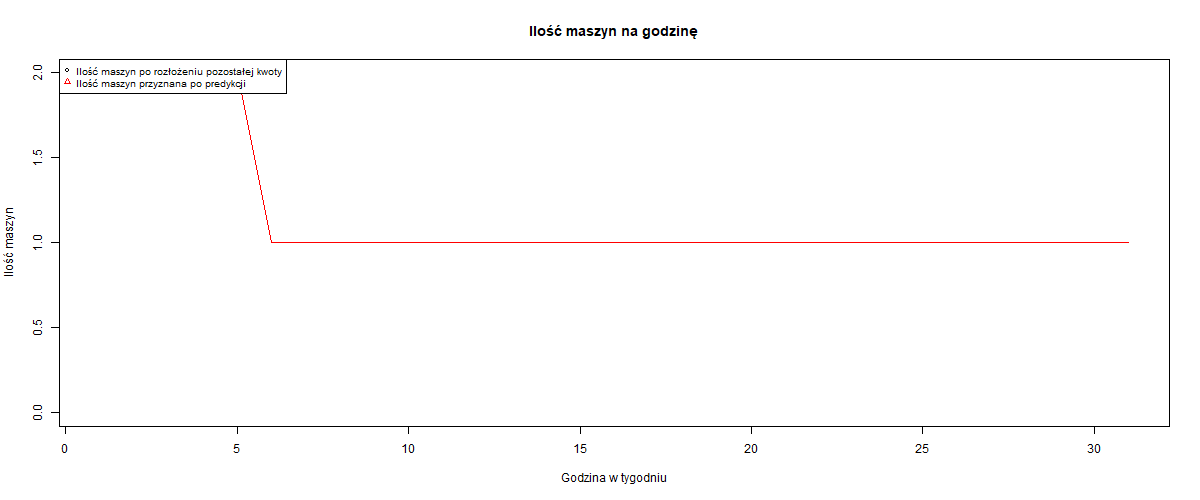 Ilość maszyn na godzinę
Ilość maszyn po rozłożeniu pozostałej kwoty
Ilość maszyn przyznana po predykcji
Ilość maszyn
2.0
1.5
1.0
0.5
0.0
0 5 10 15 20 25 30
Godzina w tygodniu